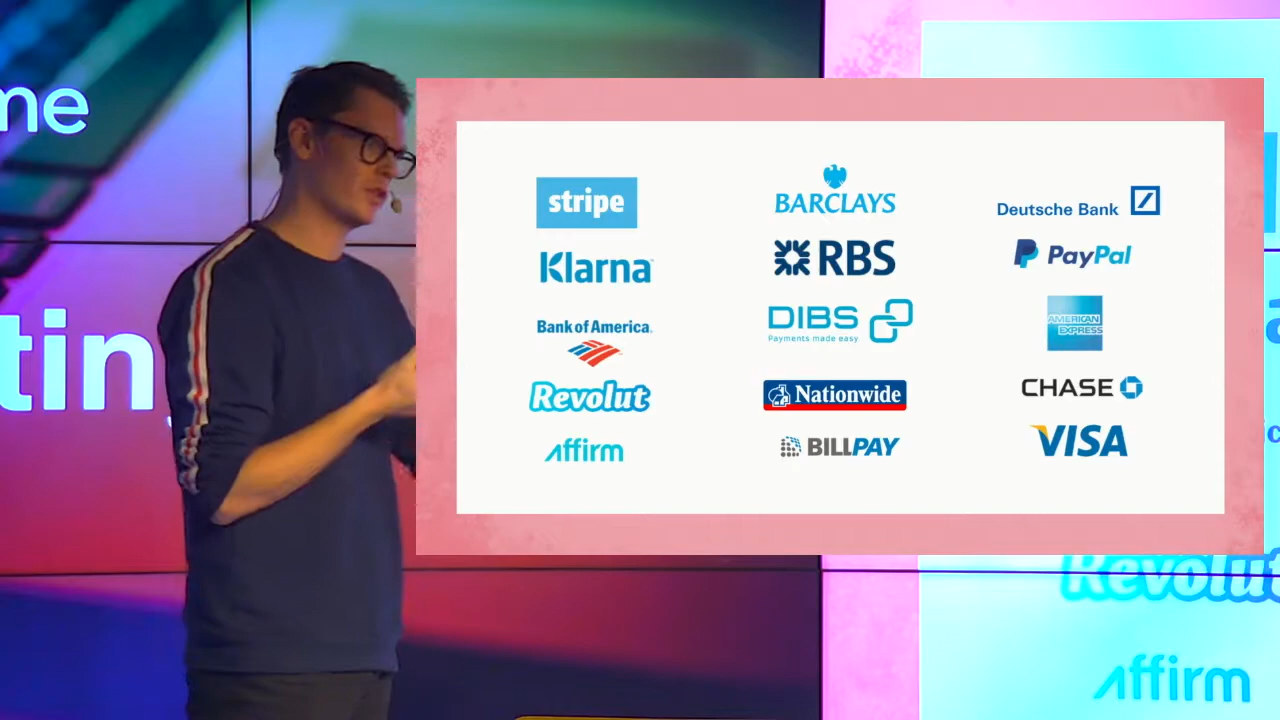 me
tin
stripe
BARCLAYS
Deutsche Bank
Klarna
RBS
PayPal
Bank of America
DIBS
Payments made easy
AMERICAN
EXPRESS
Revolut
Nationwide
CHASE
affirm
BILLPAY
VISA
Revolut
affirm